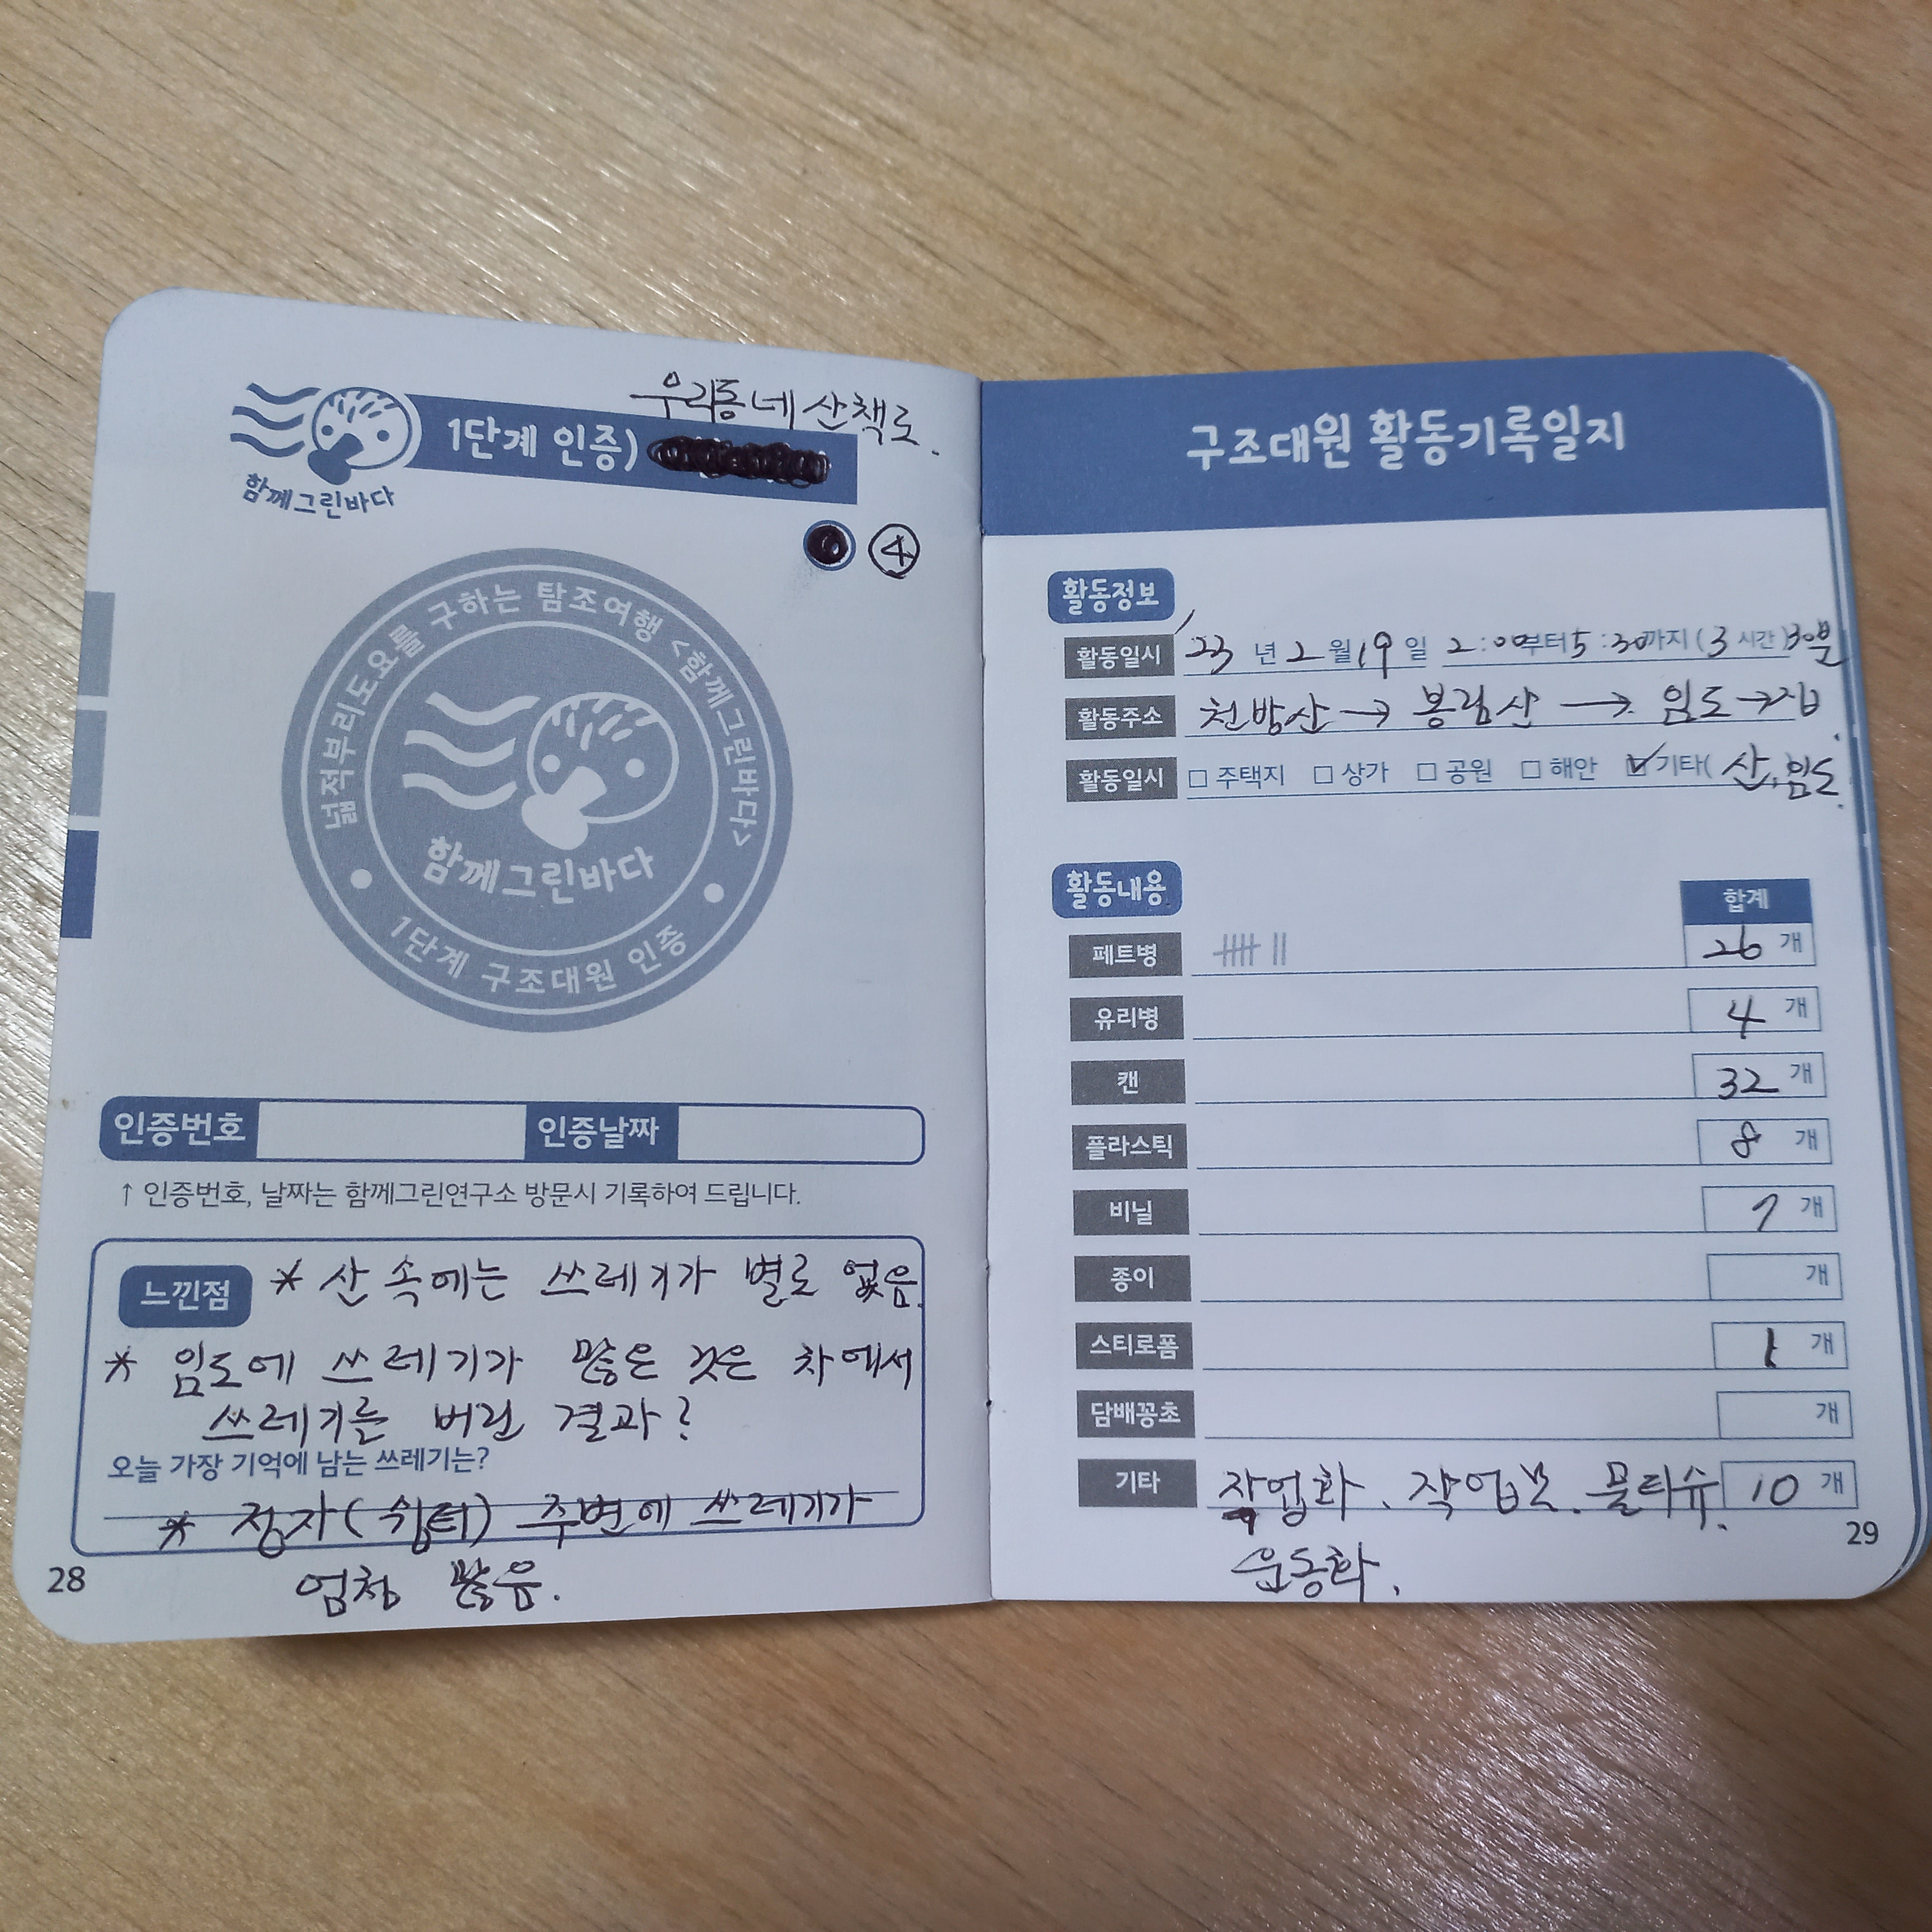 우리동네 산책로.
1단계 인증)
함께그린바다
④
넓적부리도요를 구하는 탐조여행 <함께그린바다>
함께그린바다
1단계 구조대원 인증
인증번호 인증날짜
↑ 인증번호, 날짜는 함께그린연구소 방문시 기록하여 드립니다.
느낀점 * 산 속에는 쓰레기가 별로 없음.
* 임도에 쓰레기가 많은 것은 차에서
쓰레기를 버린 결과?
오늘 가장 기억에 남는 쓰레기는?
* 정자(쉼터) 주변에 쓰레기가
엄청 많음.
28
구조대원 활동기록일지
활동정보
활동일시 '23 년 2 월 19 일 2:00부터 5:30까지 (3 시간)30분
활동주소 천방산 → 봉림산 → 임도 → 집.
활동일시 □ 주택지 □ 상가 □ 공원 □ 해안 ☑ 기타( 산, 임도.
활동내용 합계
페트병 26 개
유리병 4 개
캔 32 개
플라스틱 8 개
비닐 7 개
종이 개
스티로폼 1 개
담배꽁초 개
기타 작업화. 작업보. 물티슈. 10 개
운동화.
29